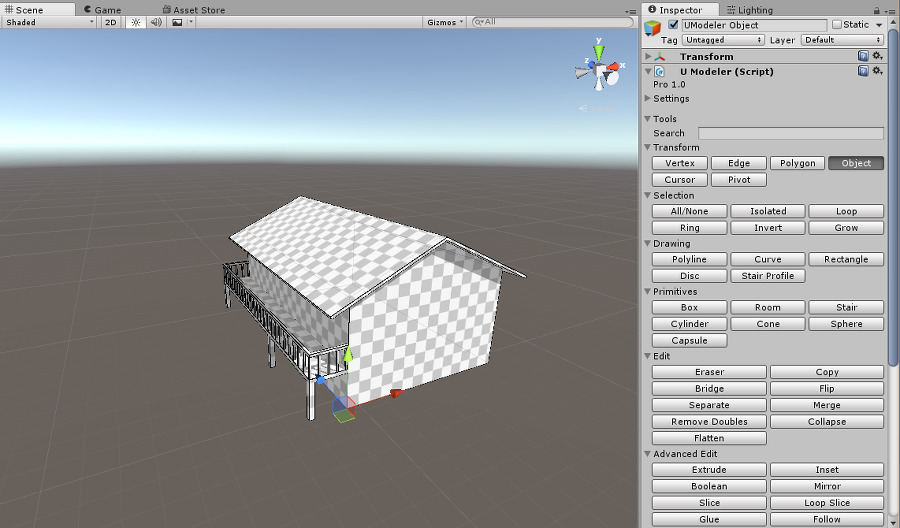 Scene Game Asset Store
Shaded 2D Gizmos All
y
z x
Inspector Lighting
UModeler Object Static
Tag Untagged Layer Default
Transform
U Modeler (Script)
Pro 1.0
Settings
Tools
Search
Transform
Vertex Edge Polygon Object
Cursor Pivot
Selection
All/None Isolated Loop
Ring Invert Grow
Drawing
Polyline Curve Rectangle
Disc Stair Profile
Primitives
Box Room Stair
Cylinder Cone Sphere
Capsule
Edit
Eraser Copy
Bridge Flip
Separate Merge
Remove Doubles Collapse
Flatten
Advanced Edit
Extrude Inset
Boolean Mirror
Slice Loop Slice
Glue Follow